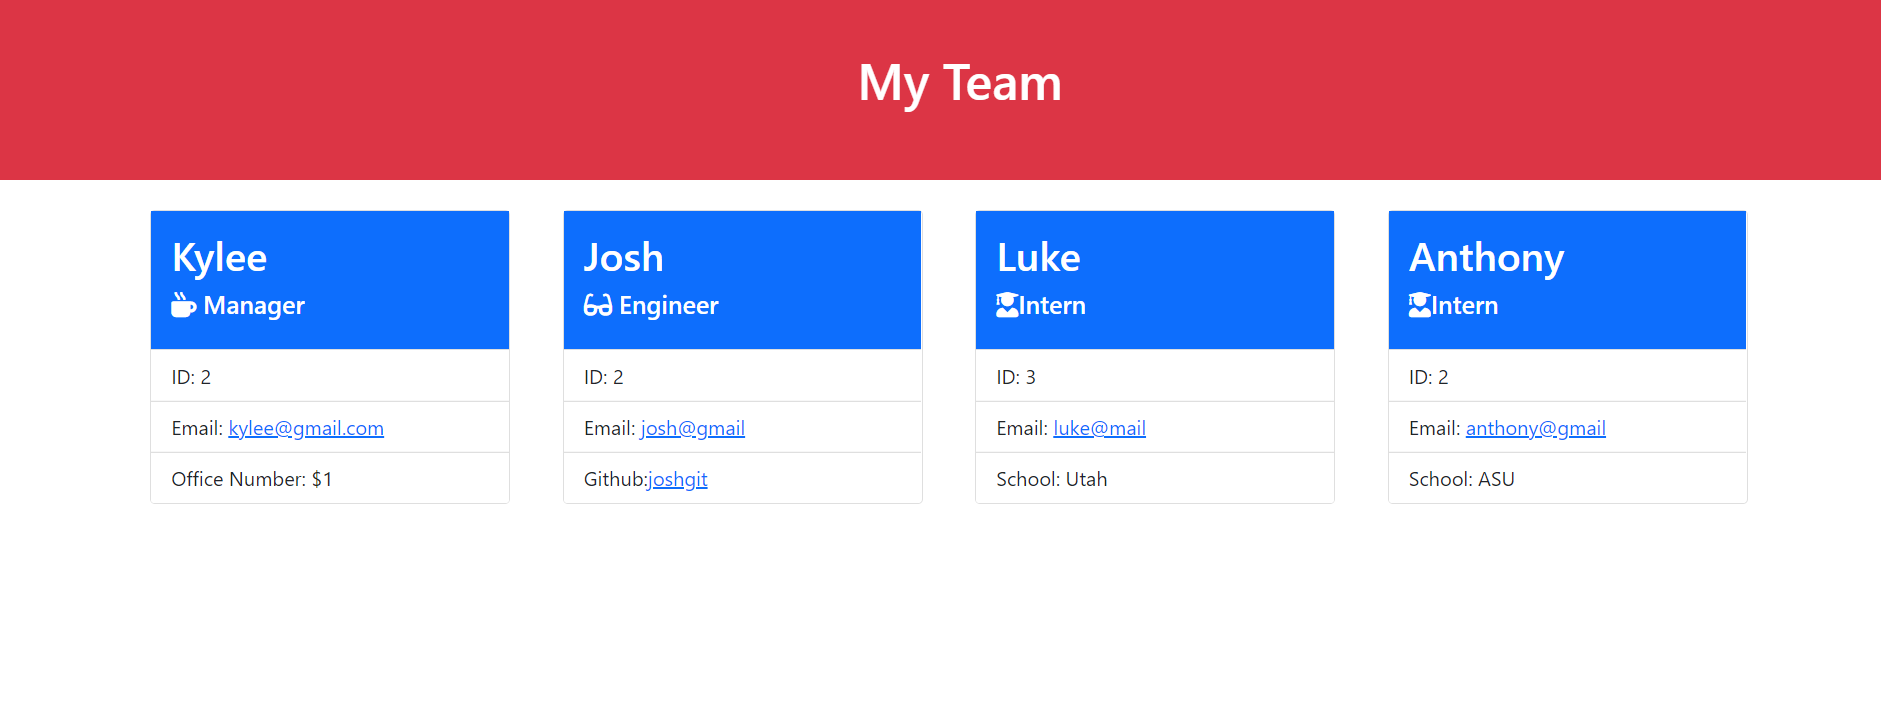 My Team
Kylee
Manager
ID: 2
Email: kylee@gmail.com
Office Number: $1
Josh
Engineer
ID: 2
Email: josh@gmail
Github:joshgit
Luke
Intern
ID: 3
Email: luke@mail
School: Utah
Anthony
Intern
ID: 2
Email: anthony@gmail
School: ASU